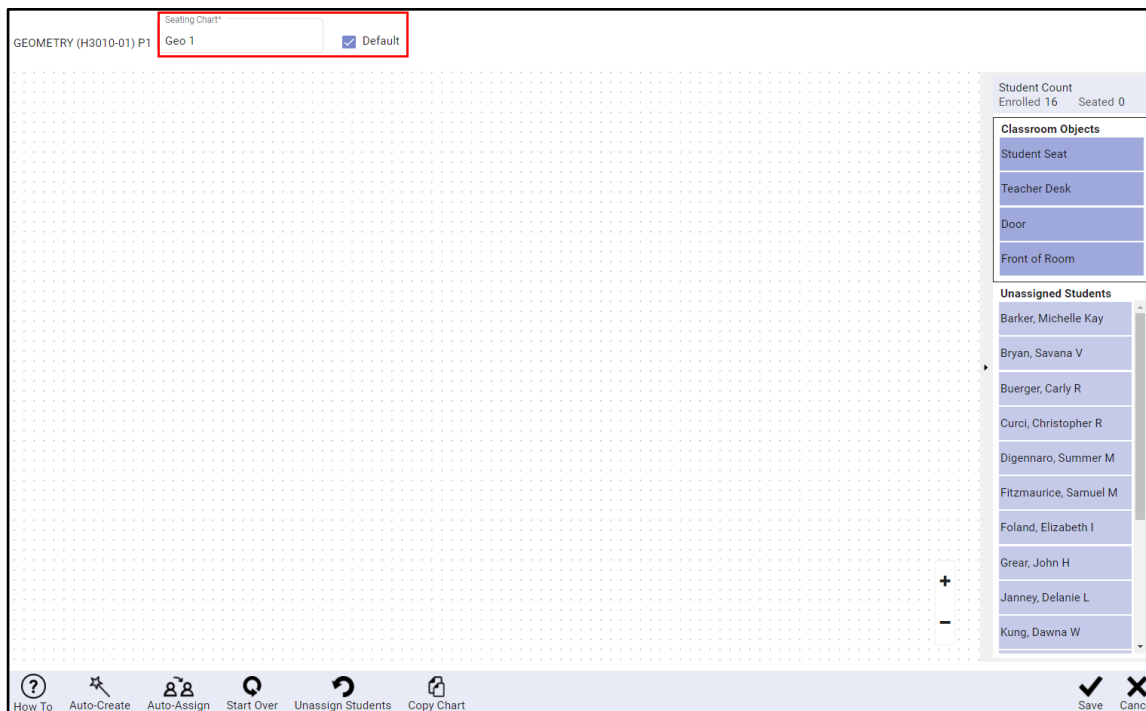 Seating Chart*
GEOMETRY (H3010-01) P1 Geo 1 Default
Student Count
Enrolled 16 Seated 0
Classroom Objects
Student Seat
Teacher Desk
Door
Front of Room
Unassigned Students
Barker, Michelle Kay
Bryan, Savana V
Buerger, Carly R
Curci, Christopher R
Digennaro, Summer M
Fitzmaurice, Samuel M
Foland, Elizabeth I
Grear, John H
Janney, Delanie L
Kung, Dawna W
How To Auto-Create Auto-Assign Start Over Unassign Students Copy Chart Save Canc